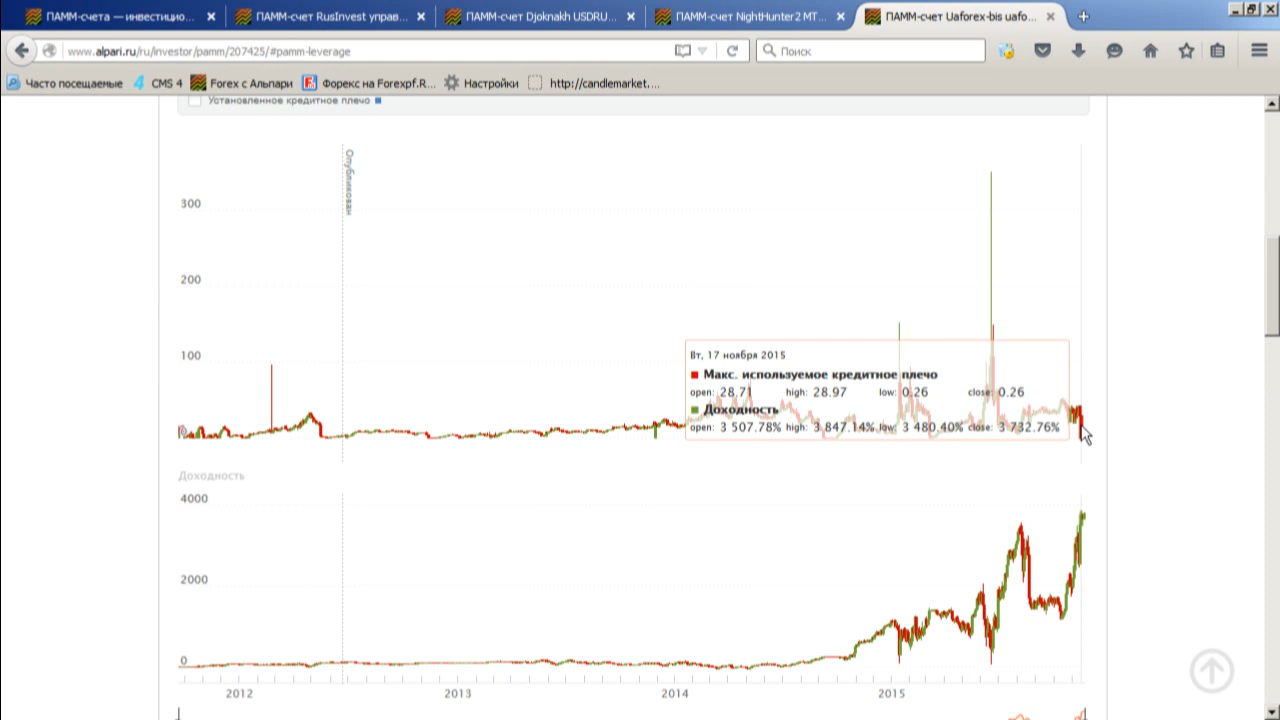 ПАММ-счета — инвестицио...
ПАММ-счет RusInvest управ...
ПАММ-счет Djoknakh USDRU...
ПАММ-счет NightHunter2 MT...
ПАММ-счет Uaforex-bis uafo...
www.alpari.ru/ru/investor/pamm/207425/#pamm-leverage
Поиск
Часто посещаемые
CMS 4
Forex с Альпари
Форекс на Forexpf.R...
Настройки
http://candlemarket....
Установленное кредитное плечо
Опубликован
300
200
100
0
Вт, 17 ноября 2015
Макс. используемое кредитное плечо
open: 28.71 high: 28.97 low: 0.26 close: 0.26
Доходность
open: 3 507.78% high: 3 847.14% low: 3 480.40% close: 3 732.76%
Доходность
4000
2000
0
2012 2013 2014 2015